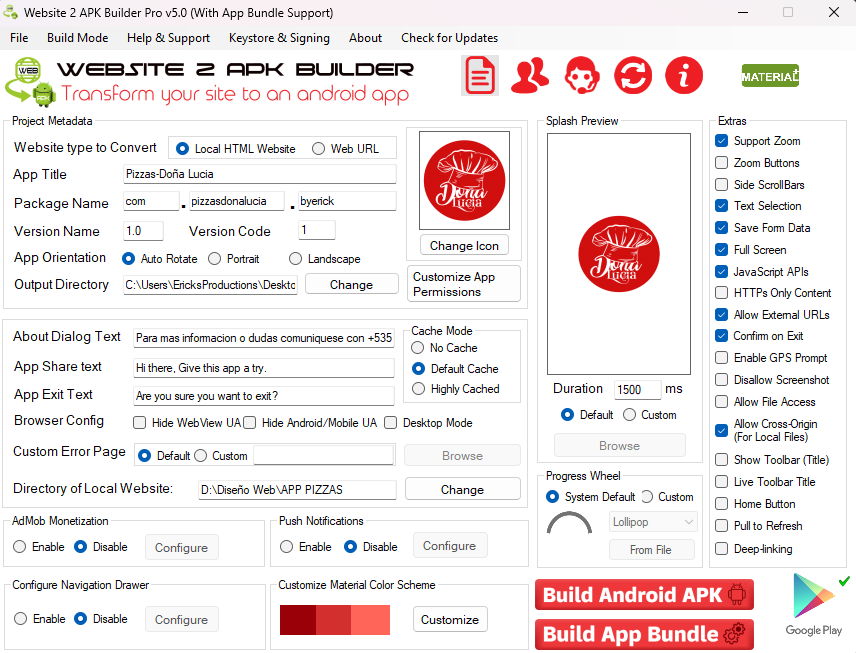 Website 2 APK Builder Pro v5.0 (With App Bundle Support)
File Build Mode Help & Support Keystore & Signing About Check for Updates
WEB
WEBSITE 2 APK BUILDER
Transform your site to an android app
MATERIAL
Project Metadata
Website type to Convert Local HTML Website Web URL
App Title Pizzas-Doña Lucia
Package Name com . pizzasdonalucia . byerick
Version Name 1.0 Version Code 1
App Orientation Auto Rotate Portrait Landscape
Output Directory C:\Users\EricksProductions\Deskto Change
Doña
Lucia
Change Icon
Customize App
Permissions
About Dialog Text Para mas informacion o dudas comuniquese con +535
App Share text Hi there, Give this app a try.
App Exit Text Are you sure you want to exit?
Browser Config Hide WebView UA Hide Android/Mobile UA Desktop Mode
Custom Error Page Default Custom Browse
Directory of Local Website: D:\Diseño Web\APP PIZZAS Change
Cache Mode
No Cache
Default Cache
Highly Cached
AdMob Monetization
Enable Disable Configure
Push Notifications
Enable Disable Configure
Configure Navigation Drawer
Enable Disable Configure
Customize Material Color Scheme
Customize
Splash Preview
Doña
Lucia
Duration 1500 ms
Default Custom
Browse
Progress Wheel
System Default Custom
Lollipop
From File
Extras
Support Zoom
Zoom Buttons
Side ScrollBars
Text Selection
Save Form Data
Full Screen
JavaScript APIs
HTTPs Only Content
Allow External URLs
Confirm on Exit
Enable GPS Prompt
Disallow Screenshot
Allow File Access
Allow Cross-Origin
(For Local Files)
Show Toolbar (Title)
Live Toolbar Title
Home Button
Pull to Refresh
Deep-linking
Build Android APK
Build App Bundle
Google Play